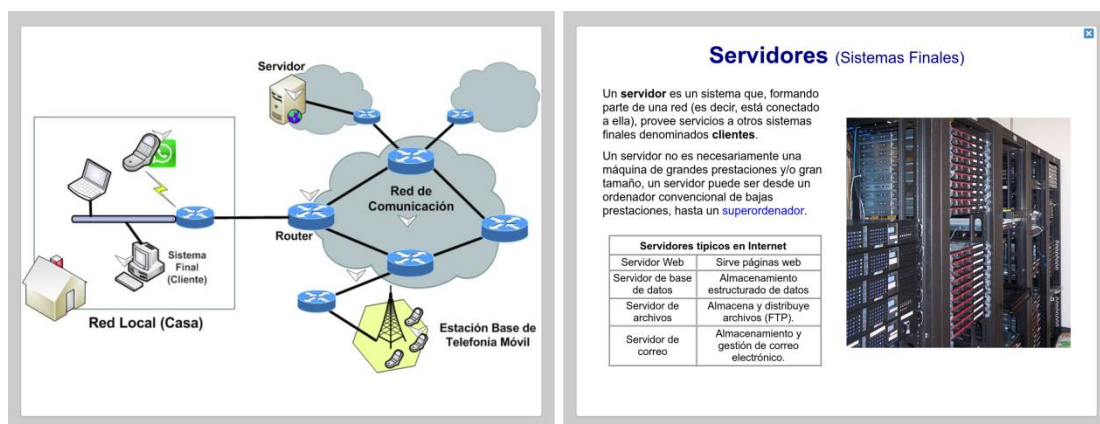 Servidor
Red de
Comunicación
Router
Sistema
Final
(Cliente)
Red Local (Casa)
Estación Base de
Telefonía Móvil
Servidores (Sistemas Finales)
Un servidor es un sistema que, formando
parte de una red (es decir, está conectado
a ella), provee servicios a otros sistemas
finales denominados clientes.
Un servidor no es necesariamente una
máquina de grandes prestaciones y/o gran
tamaño, un servidor puede ser desde un
ordenador convencional de bajas
prestaciones, hasta un superordenador.
Servidores típicos en Internet
Servidor Web Sirve páginas web
Servidor de base Almacenamiento
de datos estructurado de datos
Servidor de Almacena y distribuye
archivos archivos (FTP).
Servidor de Almacenamiento y
correo gestión de correo
electrónico.